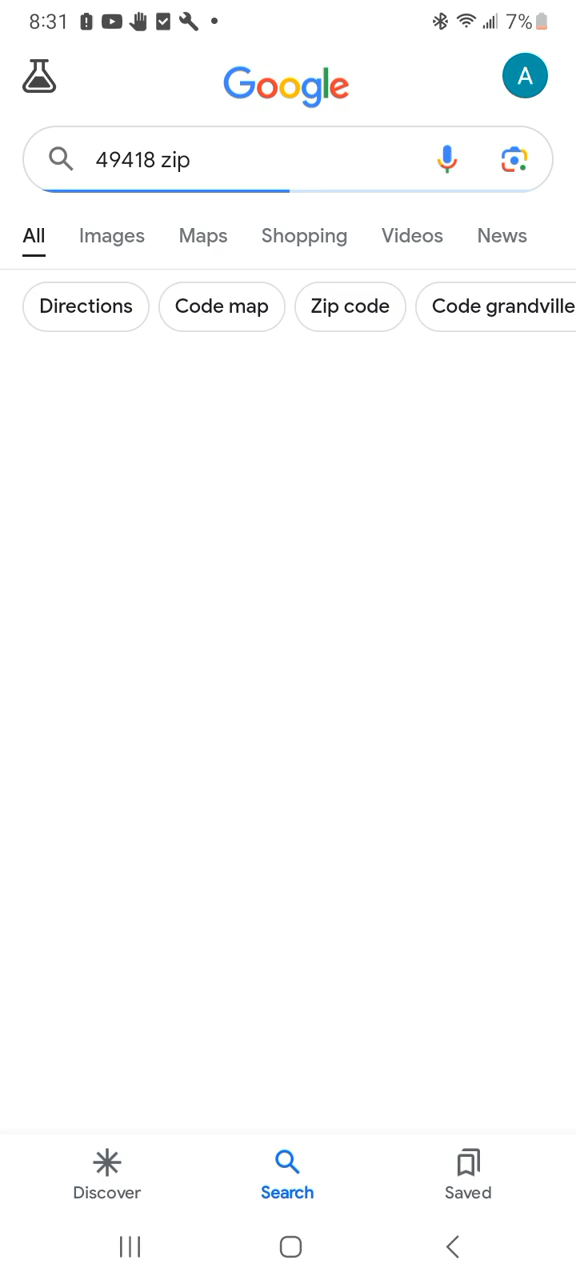 8:31 7%
Google A
49418 zip
All Images Maps Shopping Videos News
Directions Code map Zip code Code grandville
Discover Search Saved